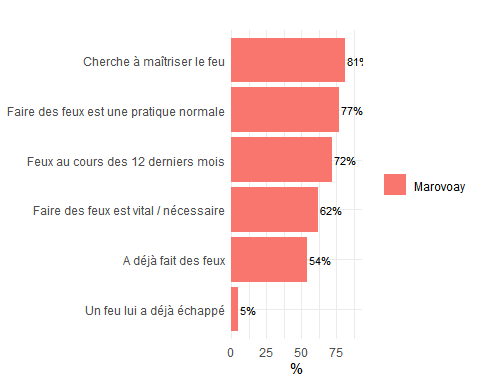 Cherche à maîtriser le feu
81%
Faire des feux est une pratique normale
77%
Feux au cours des 12 derniers mois
72%
Faire des feux est vital / nécessaire
62%
A déjà fait des feux
54%
Un feu lui a déjà échappé
5%
0 25 50 75
%
Marovoay